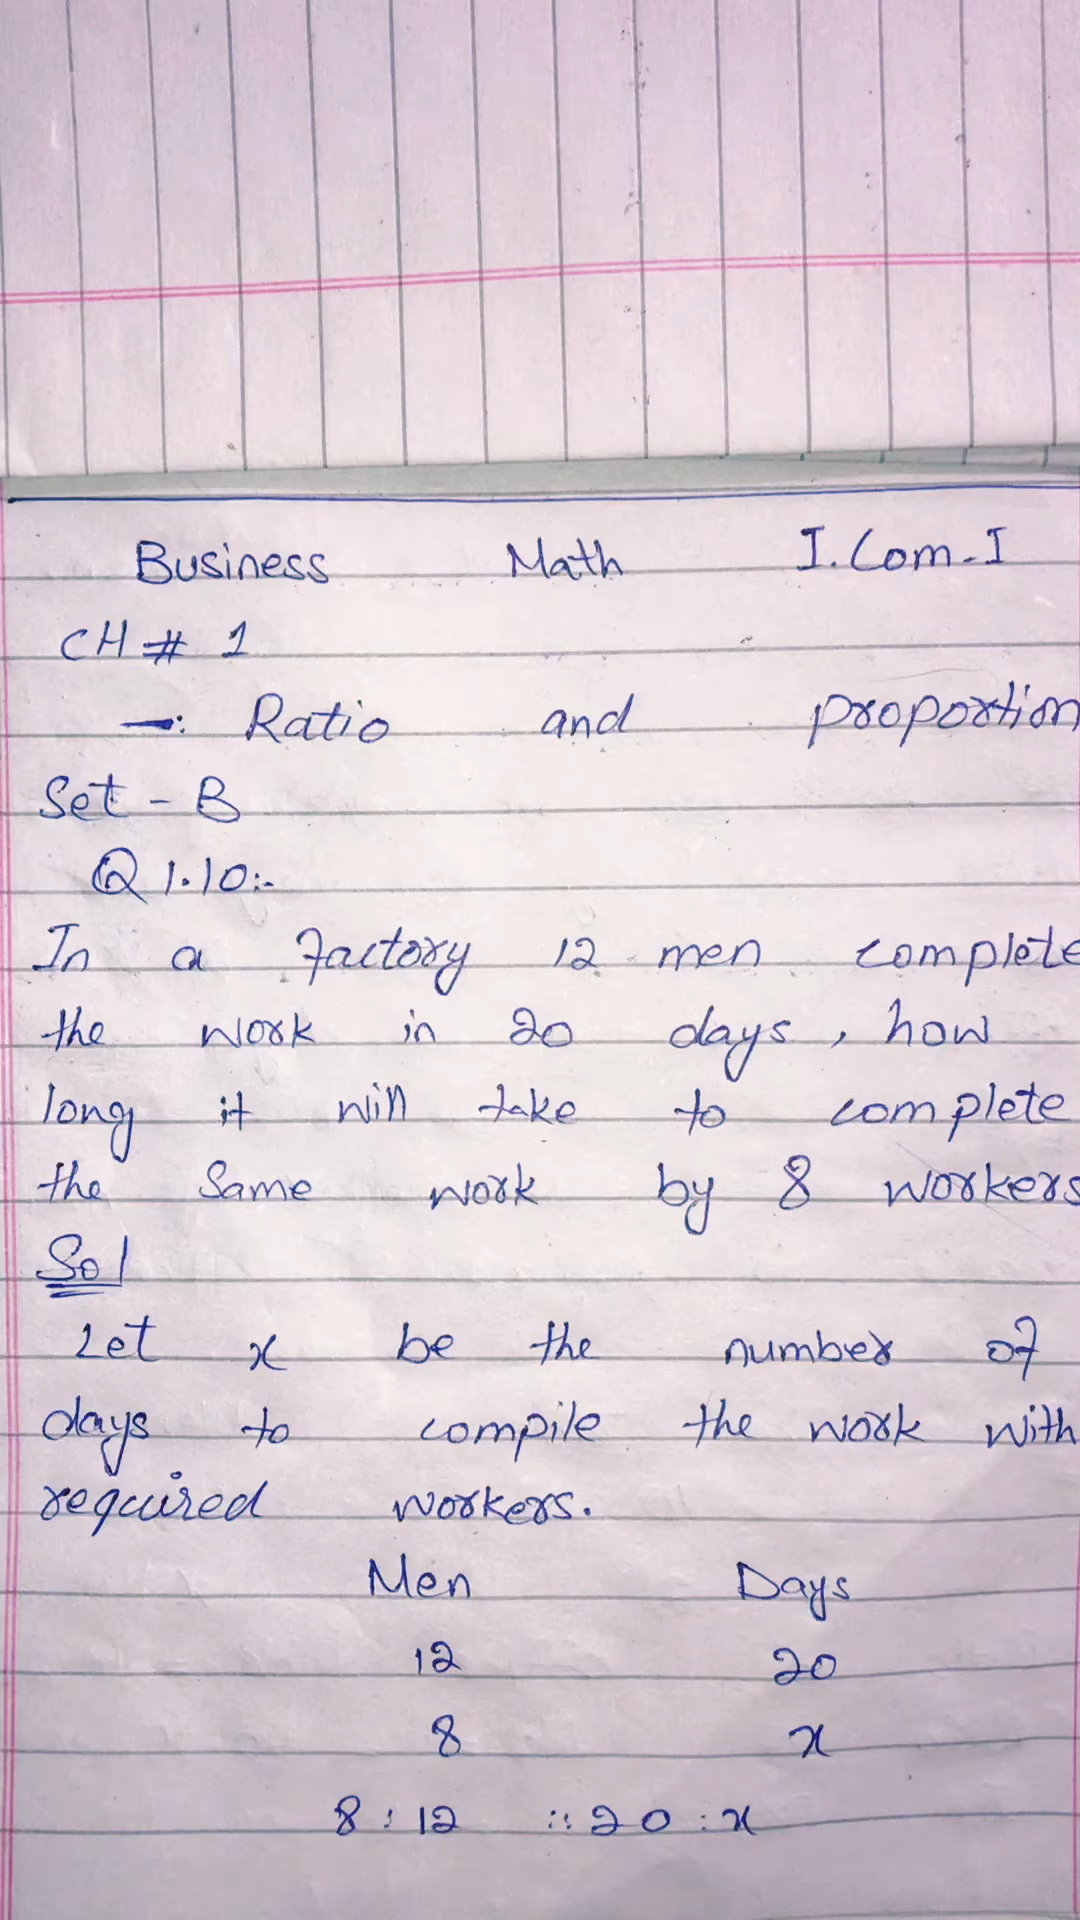 Business Math I.Com-I
CH# 1
—: Ratio and proportion
Set - B
Q 1.10:-
In a factory 12 men complete
the work in 20 days, how
long it will take to complete
the same work by 8 workers
Sol
Let x be the number of
days to compile the work with
required workers.
Men Days
12 20
8 x
8 : 12 :: 20 : x